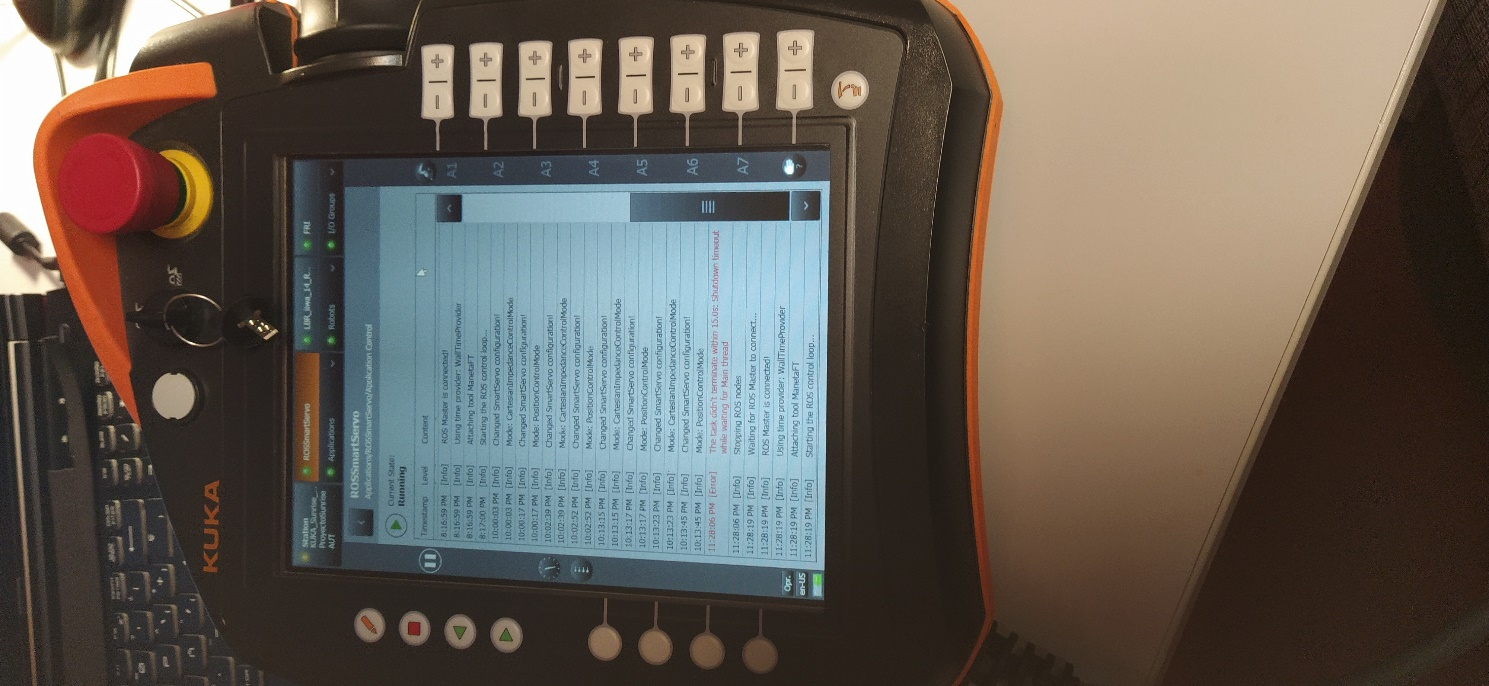 KUKA
Station
KUKA_Sunrise_...
ProyectoSunrise
AUT
ROSSmartServo
Applications
LBR_iiwa_14_R...
Robots
FRI
I/O Groups
ROSSmartServo
Applications/ROSSmartServo/Application Control
Current State:
Running
Timestamp Level Content
8:16:59 PM [Info] ROS Master is connected!
8:16:59 PM [Info] Using time provider: WallTimeProvider
8:16:59 PM [Info] Attaching tool ManetaFT
8:17:00 PM [Info] Starting the ROS control loop...
10:00:03 PM [Info] Changed SmartServo configuration!
10:00:03 PM [Info] Mode: CartesianImpedanceControlMode
10:00:17 PM [Info] Changed SmartServo configuration!
10:00:17 PM [Info] Mode: PositionControlMode
10:02:39 PM [Info] Changed SmartServo configuration!
10:02:39 PM [Info] Mode: CartesianImpedanceControlMode
10:02:52 PM [Info] Changed SmartServo configuration!
10:02:52 PM [Info] Mode: PositionControlMode
10:13:15 PM [Info] Changed SmartServo configuration!
10:13:15 PM [Info] Mode: CartesianImpedanceControlMode
10:13:17 PM [Info] Changed SmartServo configuration!
10:13:17 PM [Info] Mode: PositionControlMode
10:13:23 PM [Info] Changed SmartServo configuration!
10:13:23 PM [Info] Mode: CartesianImpedanceControlMode
10:13:45 PM [Info] Changed SmartServo configuration!
10:13:45 PM [Info] Mode: PositionControlMode
11:28:06 PM [Error] The task didn't terminate within 15.0s: Shutdown timeout
while waiting for Main thread
11:28:06 PM [Info] Stopping ROS nodes
11:28:19 PM [Info] Waiting for ROS Master to connect...
11:28:19 PM [Info] ROS Master is connected!
11:28:19 PM [Info] Using time provider: WallTimeProvider
11:28:19 PM [Info] Attaching tool ManetaFT
11:28:19 PM [Info] Starting the ROS control loop...
A1
A2
A3
A4
A5
A6
A7
Opr.
en-US